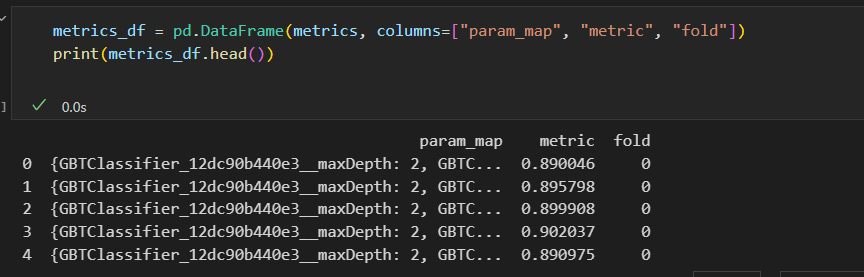 metrics_df = pd.DataFrame(metrics, columns=["param_map", "metric", "fold"])
print(metrics_df.head())
]
0.0s
param_map metric fold
0 {GBTClassifier_12dc90b440e3__maxDepth: 2, GBTC... 0.890046 0
1 {GBTClassifier_12dc90b440e3__maxDepth: 2, GBTC... 0.895798 0
2 {GBTClassifier_12dc90b440e3__maxDepth: 2, GBTC... 0.899908 0
3 {GBTClassifier_12dc90b440e3__maxDepth: 2, GBTC... 0.902037 0
4 {GBTClassifier_12dc90b440e3__maxDepth: 2, GBTC... 0.890975 0